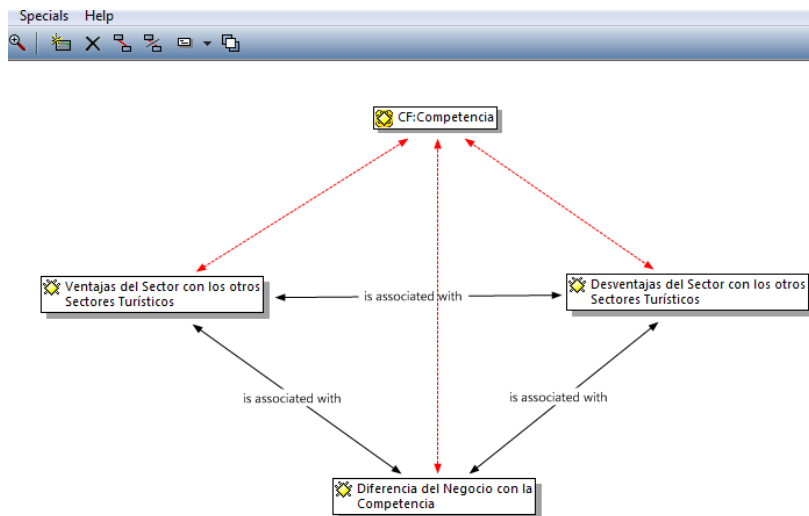 Specials Help
CF:Competencia
Ventajas del Sector con los otros
Sectores Turísticos
is associated with
Desventajas del Sector con los otros
Sectores Turísticos
is associated with
is associated with
Diferencia del Negocio con la
Competencia